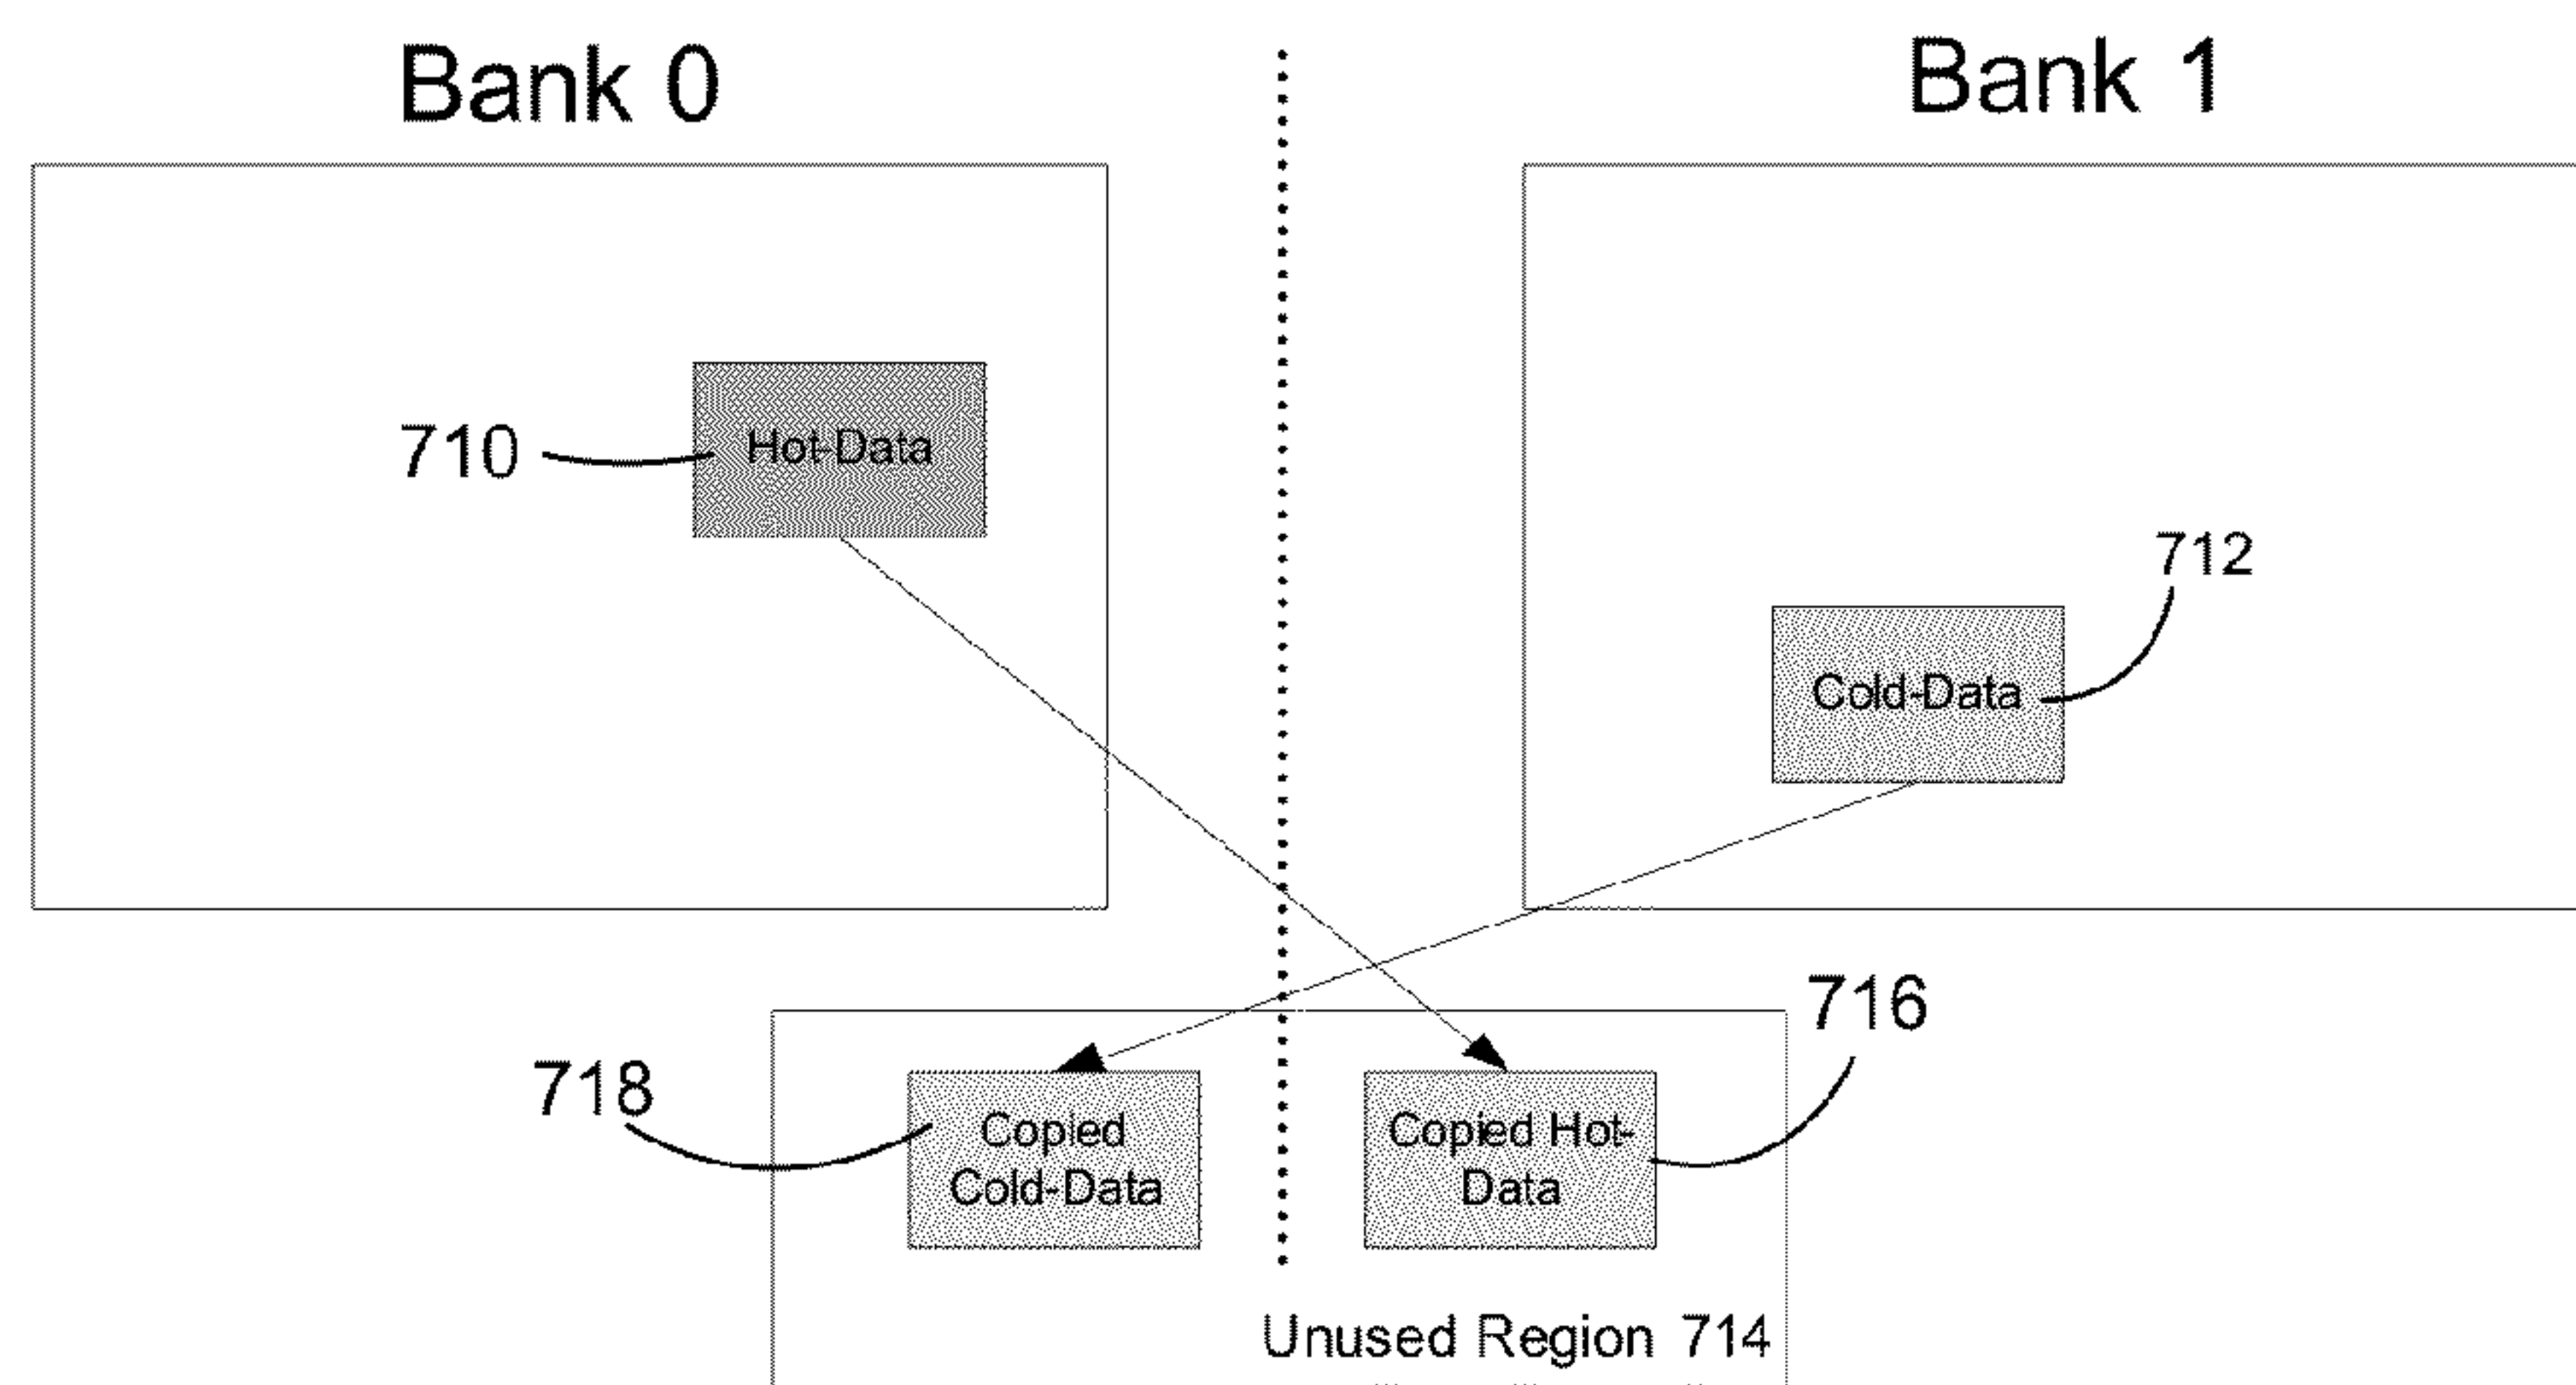 Bank 0
Bank 1
710
Hot-Data
712
Cold-Data
716
718
Copied
Cold-Data
Copied Hot-
Data
Unused Region 714